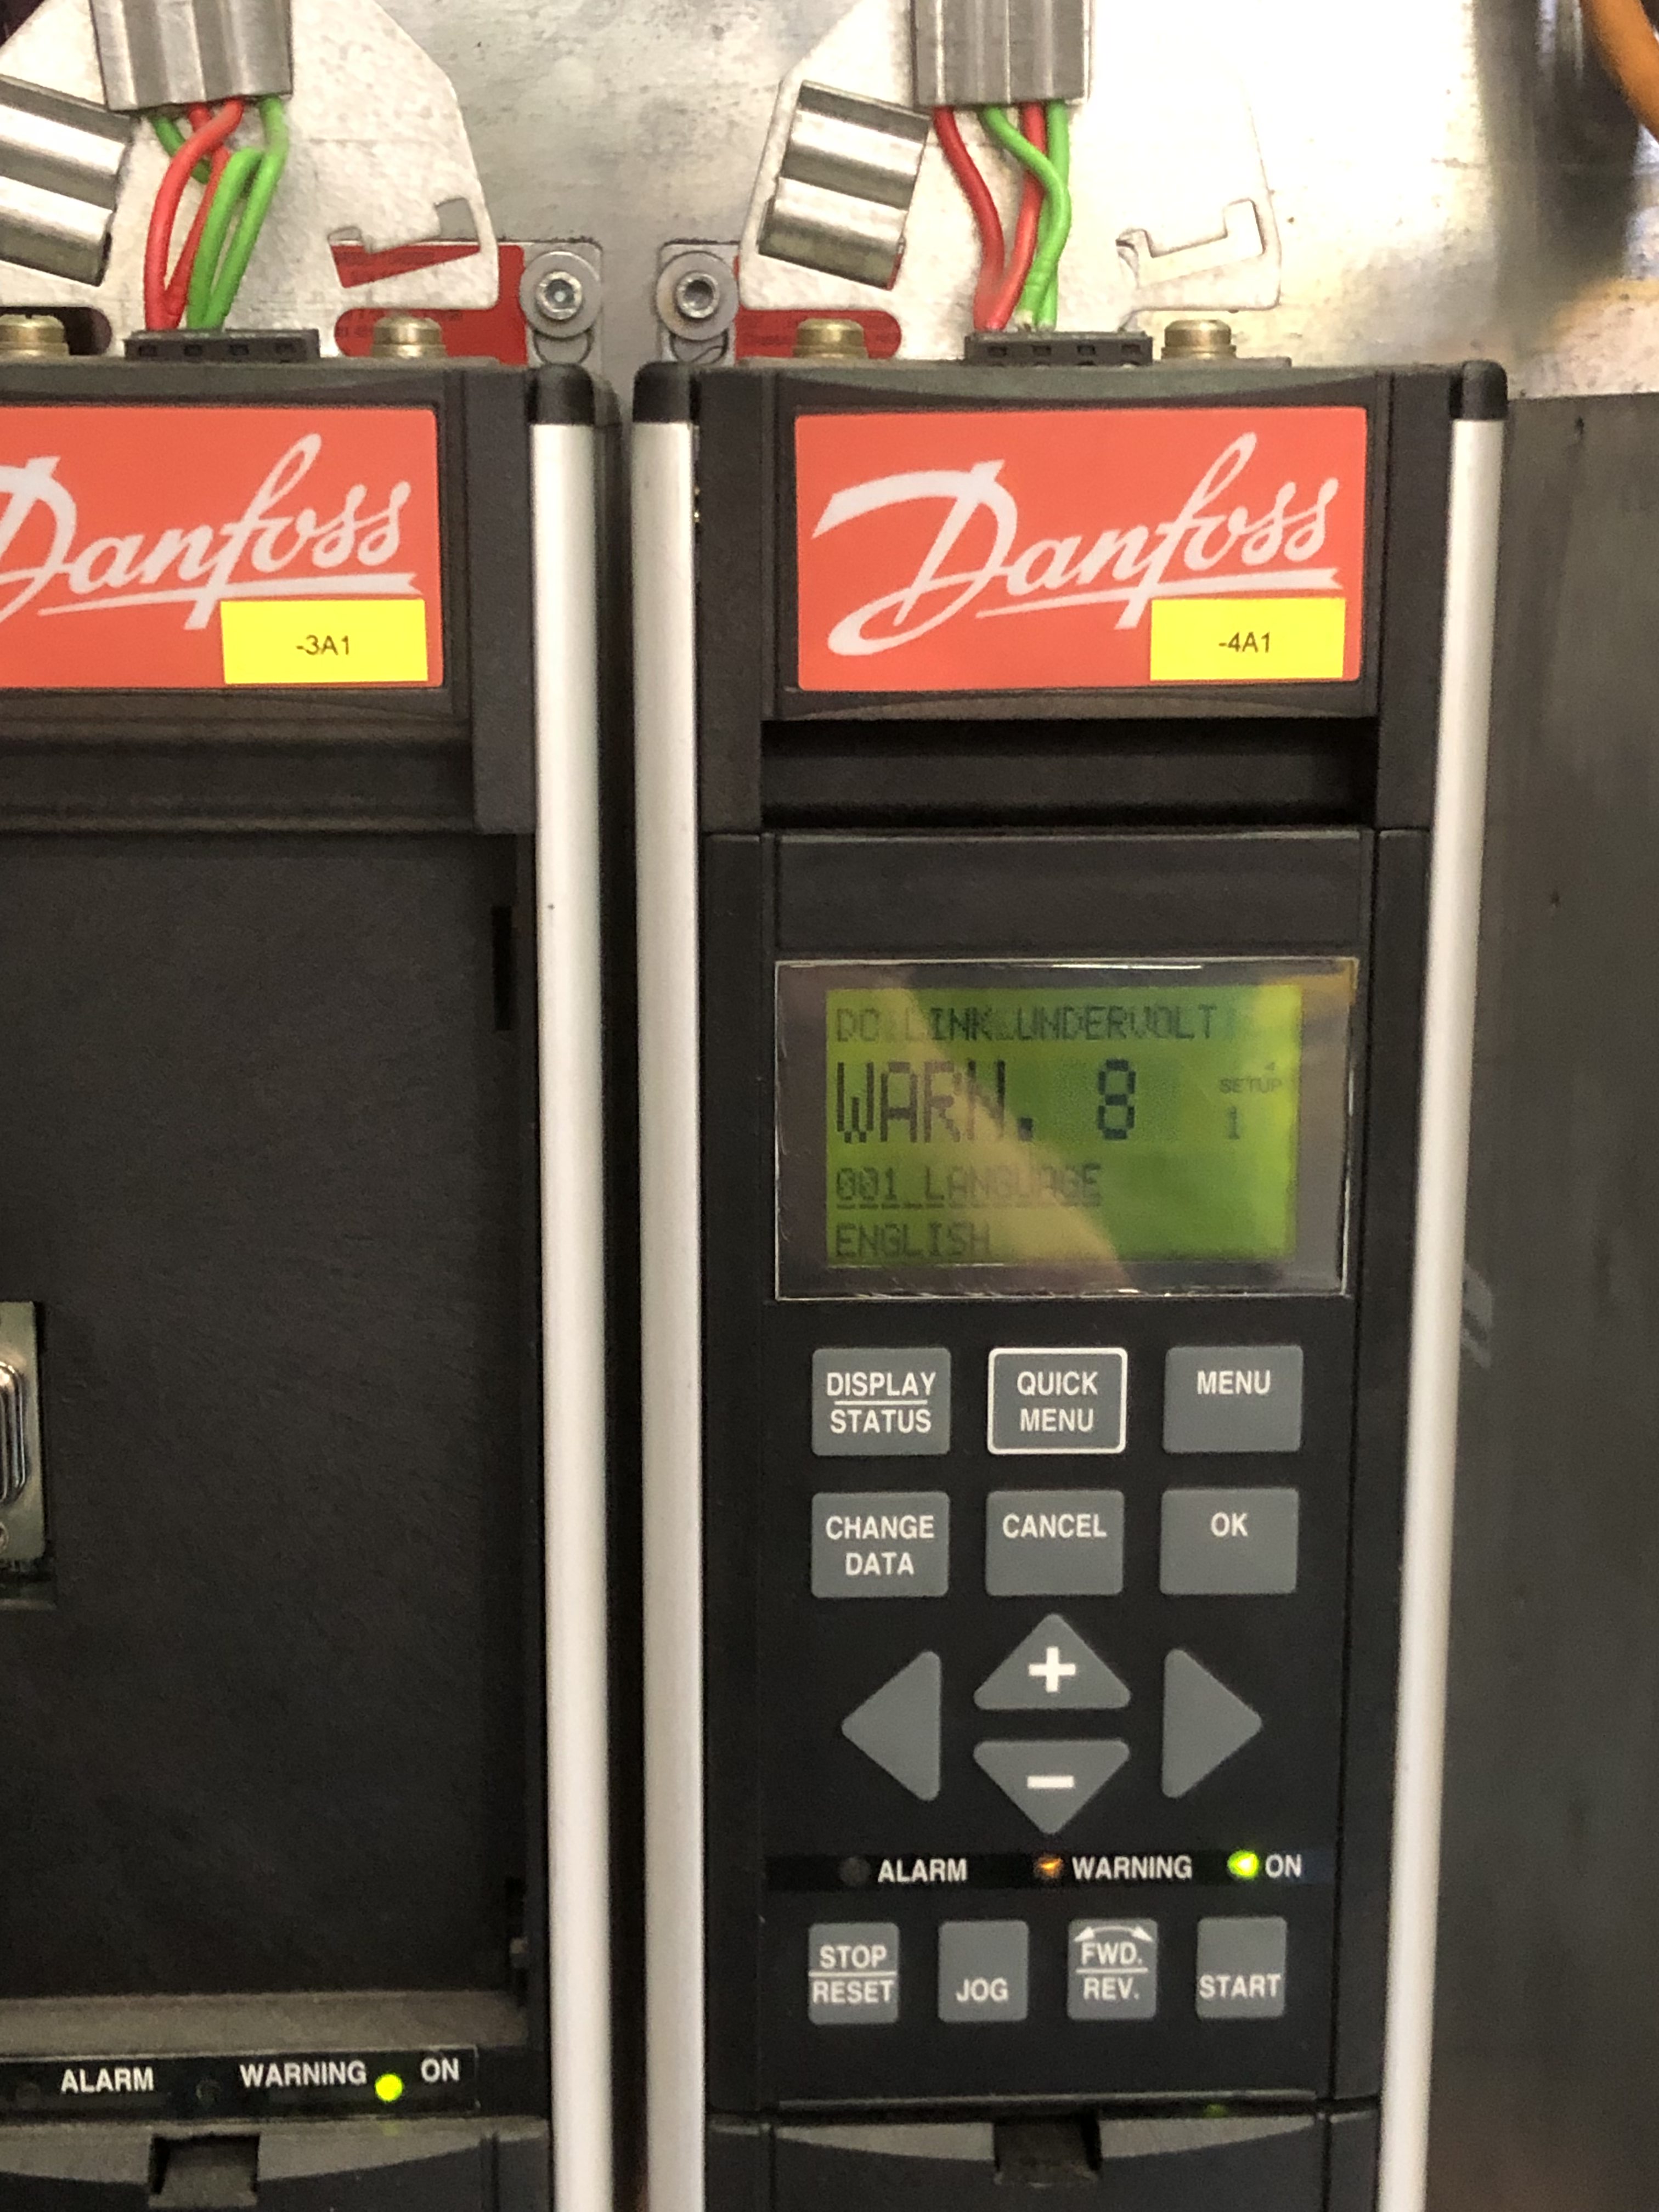 Danfoss
-3A1
Danfoss
-4A1
DC LINK UNDERVOLT
WARN. 8
SETUP
1
001 LANGUAGE
ENGLISH
DISPLAY
STATUS
QUICK
MENU
MENU
CHANGE
DATA
CANCEL
OK
+
−
ALARM WARNING ON
STOP
RESET
JOG
FWD.
REV.
START
ALARM WARNING ON